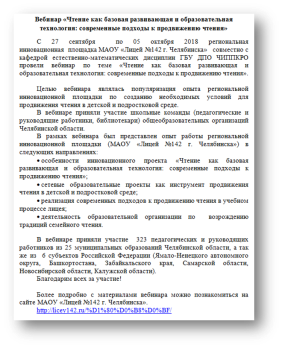 Вебинар «Чтение как базовая развивающая и образовательная
технология: современные подходы к продвижению чтения»
С 27 сентября по 05 октября 2018 региональная
инновационная площадка МАОУ «Лицей №142 г. Челябинска» совместно с
кафедрой естественно-математических дисциплин ГБУ ДПО ЧИППКРО
провели вебинар по теме «Чтение как базовая развивающая и
образовательная технология: современные подходы к продвижению чтения».
Целью вебинара являлась популяризация опыта региональной
инновационной площадки по созданию необходимых условий для
продвижения чтения в детской и подростковой среде.
В вебинаре приняли участие школьные команды (педагогические и
руководящие работники, библиотекари) общеобразовательных организаций
Челябинской области.
В рамках вебинара был представлен опыт работы региональной
инновационной площадки (МАОУ «Лицей №142 г. Челябинска») в
следующих направлениях:
• особенности инновационного проекта «Чтение как базовая
развивающая и образовательная технология: современные подходы к
продвижению чтения»;
• сетевые образовательные проекты как инструмент продвижения
чтения в детской и подростковой среде;
• реализация современных подходов к продвижению чтения в учебном
процессе лицея;
• деятельность образовательной организации по возрождению
традиций семейного чтения.
В вебинаре приняли участие 323 педагогических и руководящих
работников из 25 муниципальных образований Челябинской области, а так
же из 6 субъектов Российской Федерации (Ямало-Ненецкого автономного
округа, Башкортостана, Забайкальского края, Самарской области,
Новосибирской области, Калужской области).
Благодарим всех за участие!
Более подробно с материалами вебинара можно познакомиться на
сайте МАОУ «Лицей №142 г. Челябинска».
http://licey142.ru/%D1%80%D0%B8%D0%BF/